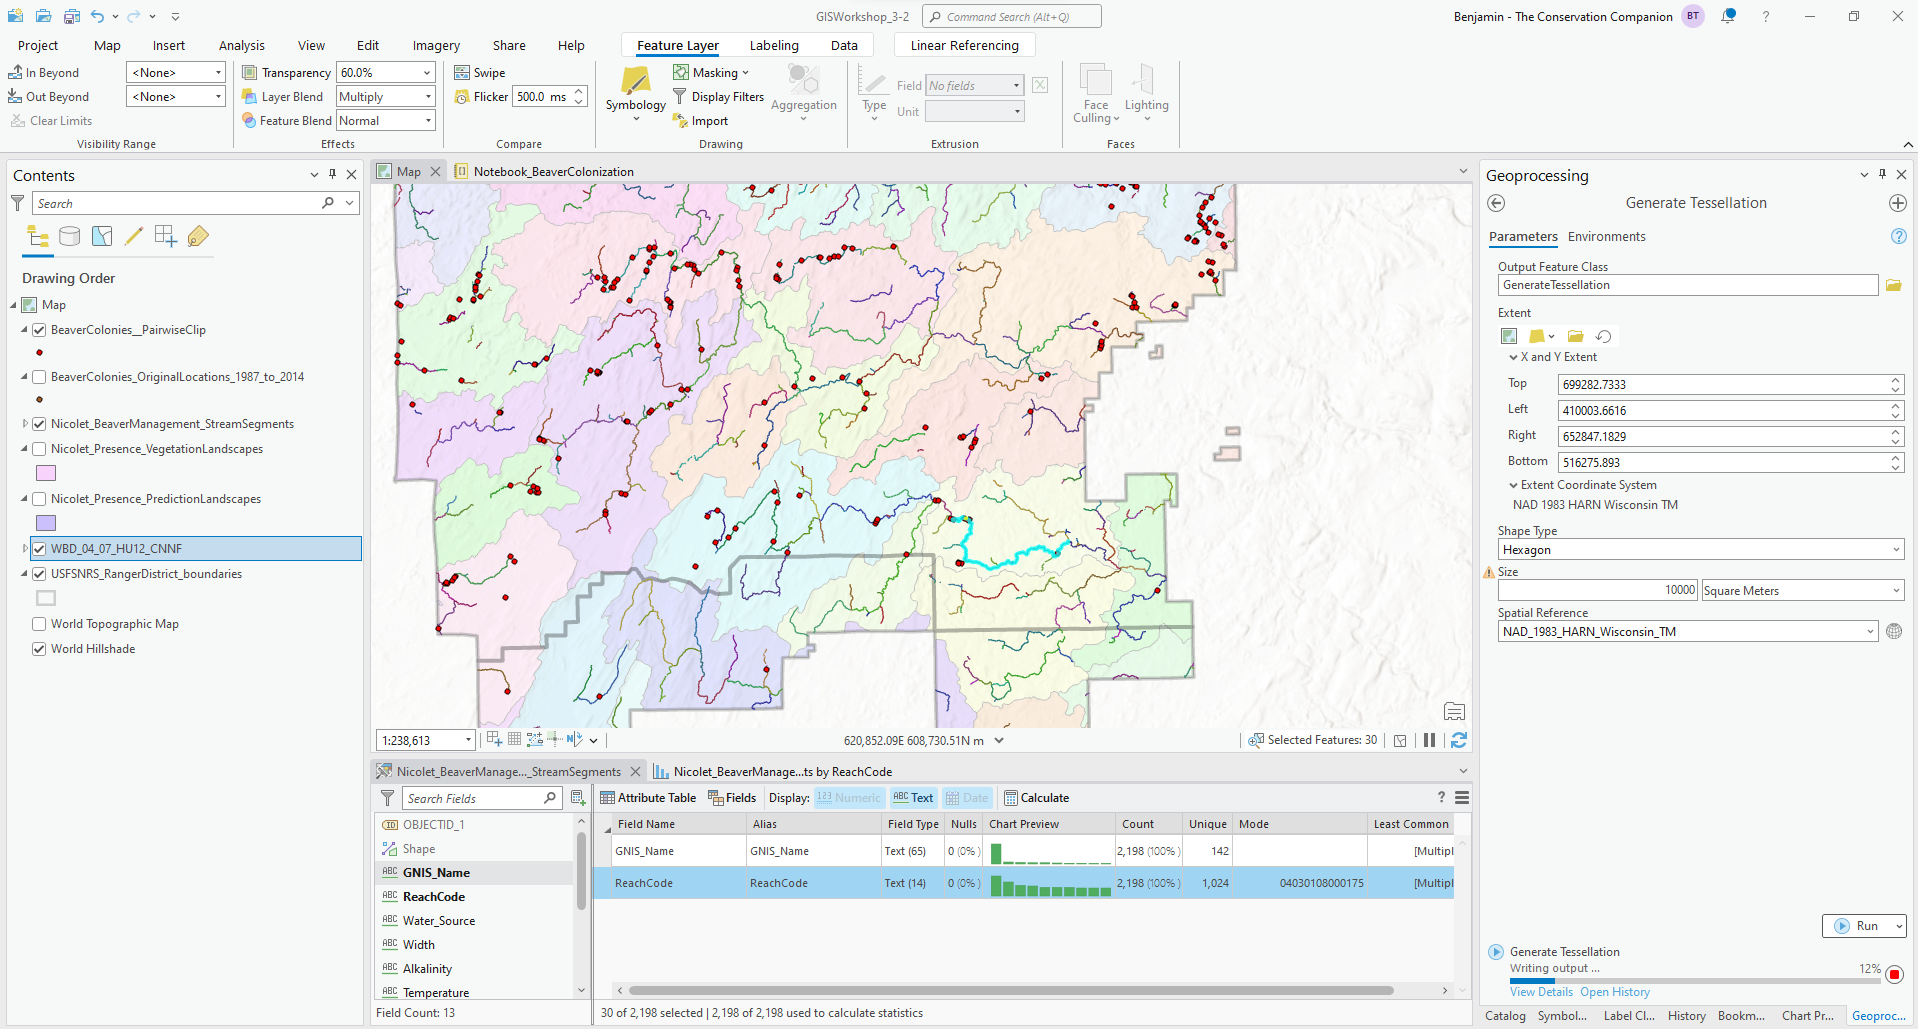 GISWorkshop_3-2
Command Search (Alt+Q)
Benjamin - The Conservation Companion
BT
?
Project Map Insert Analysis View Edit Imagery Share Help Feature Layer Labeling Data Linear Referencing
In Beyond <None>
Out Beyond <None>
Clear Limits
Visibility Range
Transparency 60.0%
Layer Blend Multiply
Feature Blend Normal
Effects
Swipe
Flicker 500.0 ms
Compare
Symbology
Masking
Display Filters
Import
Aggregation
Drawing
Type
Field No fields
Unit
Extrusion
Face Culling
Lighting
Faces
Contents
Search
Drawing Order
Map
BeaverColonies__PairwiseClip
BeaverColonies_OriginalLocations_1987_to_2014
Nicolet_BeaverManagement_StreamSegments
Nicolet_Presence_VegetationLandscapes
Nicolet_Presence_PredictionLandscapes
WBD_04_07_HU12_CNNF
USFSNRS_RangerDistrict_boundaries
World Topographic Map
World Hillshade
Map Notebook_BeaverColonization
1:238,613
620,852.09E 608,730.51N m
Selected Features: 30
Nicolet_BeaverManage..._StreamSegments Nicolet_BeaverManage...ts by ReachCode
Search Fields
Attribute Table Fields Display: 123 Numeric ABC Text Date Calculate ?
ID OBJECTID_1
Shape
ABC GNIS_Name
ABC ReachCode
ABC Water_Source
ABC Width
ABC Alkalinity
ABC Temperature
Field Count: 13
Field Name Alias Field Type Nulls Chart Preview Count Unique Mode Least Common
GNIS_Name GNIS_Name Text (65) 0 (0% ) 2,198 (100% ) 142 [Multipl
ReachCode ReachCode Text (14) 0 (0% ) 2,198 (100% ) 1,024 04030108000175 [Multipl
30 of 2,198 selected | 2,198 of 2,198 used to calculate statistics
Geoprocessing
Generate Tessellation
Parameters Environments
?
Output Feature Class
GenerateTessellation
Extent
X and Y Extent
Top 699282.7333
Left 410003.6616
Right 652847.1829
Bottom 516275.893
Extent Coordinate System
NAD 1983 HARN Wisconsin TM
Shape Type
Hexagon
Size
10000 Square Meters
Spatial Reference
NAD_1983_HARN_Wisconsin_TM
Run
Generate Tessellation
Writing output ... 12%
View Details Open History
Catalog Symbol... Label Cl... History Bookm... Chart Pr... Geoproc...